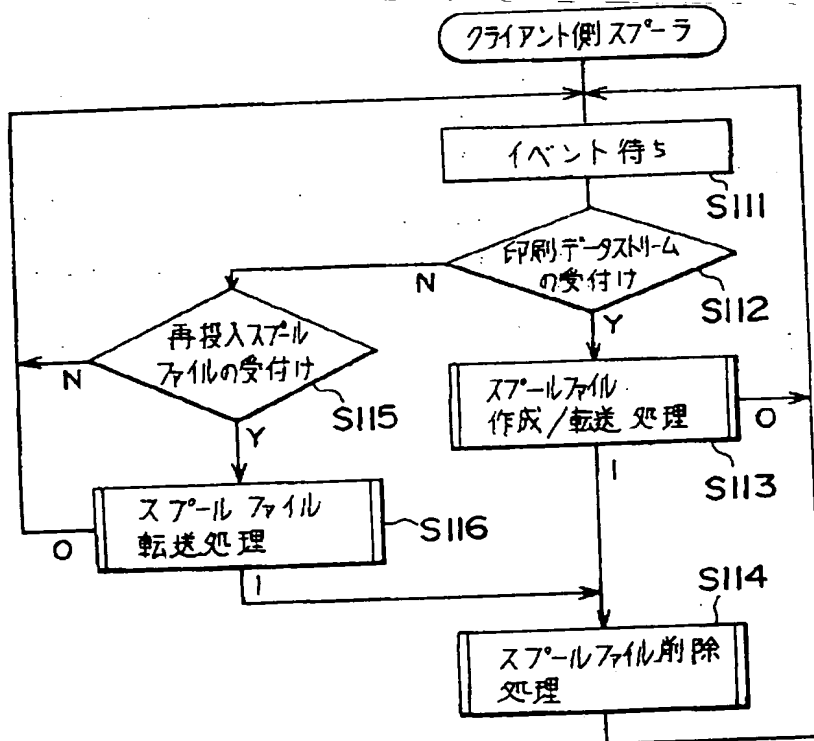 クライアント側スプーラ
イベント待ち
S111
印刷データストリーム
の受付け
S112
N
Y
再投入スプール
ファイルの受付け
S115
N
Y
スプールファイル
作成/転送処理
S113
0
1
スプールファイル
転送処理
S116
0
1
S114
スプールファイル削除
処理